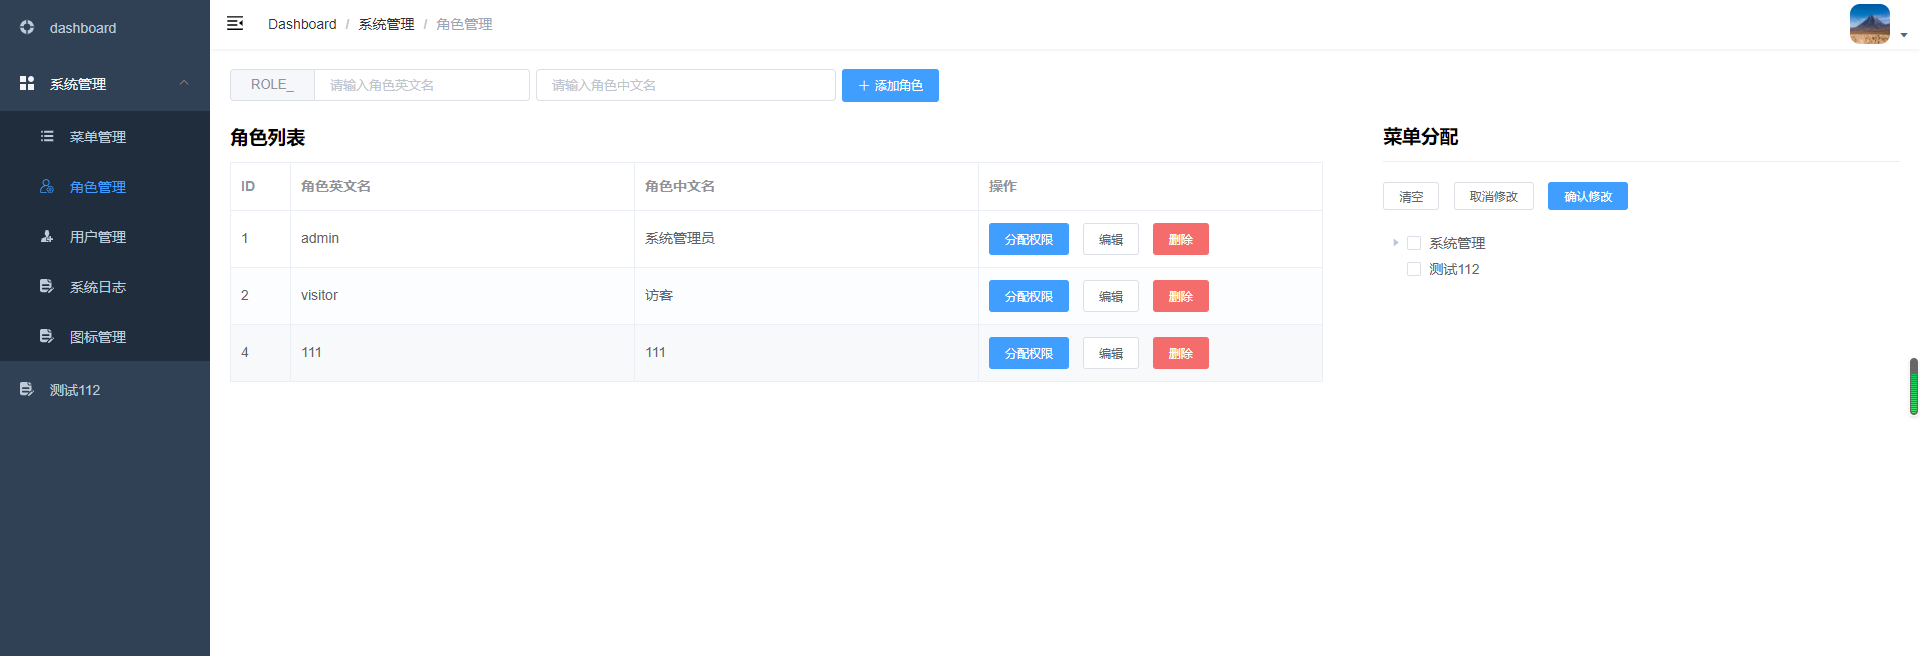 dashboard
系统管理
菜单管理
角色管理
用户管理
系统日志
图标管理
测试112
Dashboard / 系统管理 / 角色管理
ROLE_ 请输入角色英文名 请输入角色中文名 + 添加角色
角色列表
ID 角色英文名 角色中文名 操作
1 admin 系统管理员 分配权限 编辑 删除
2 visitor 访客 分配权限 编辑 删除
4 111 111 分配权限 编辑 删除
菜单分配
清空 取消修改 确认修改
系统管理
测试112